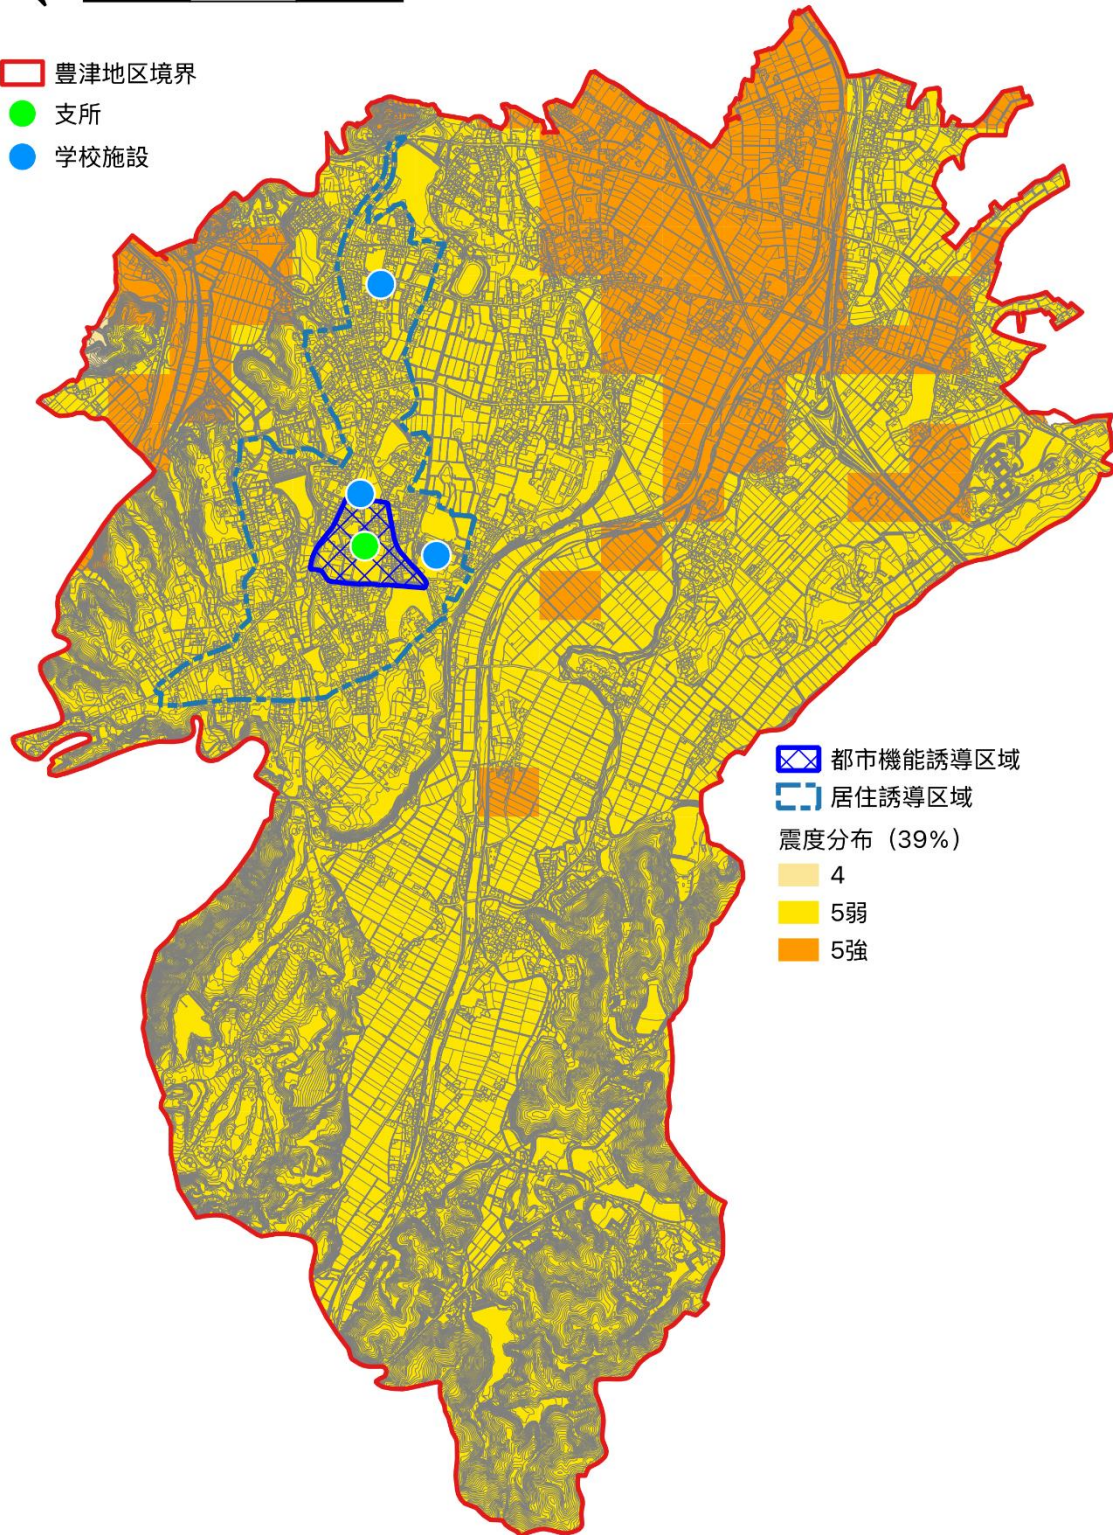 豊津地区境界
支所
学校施設
都市機能誘導区域
居住誘導区域
震度分布（39%）
4
5弱
5強